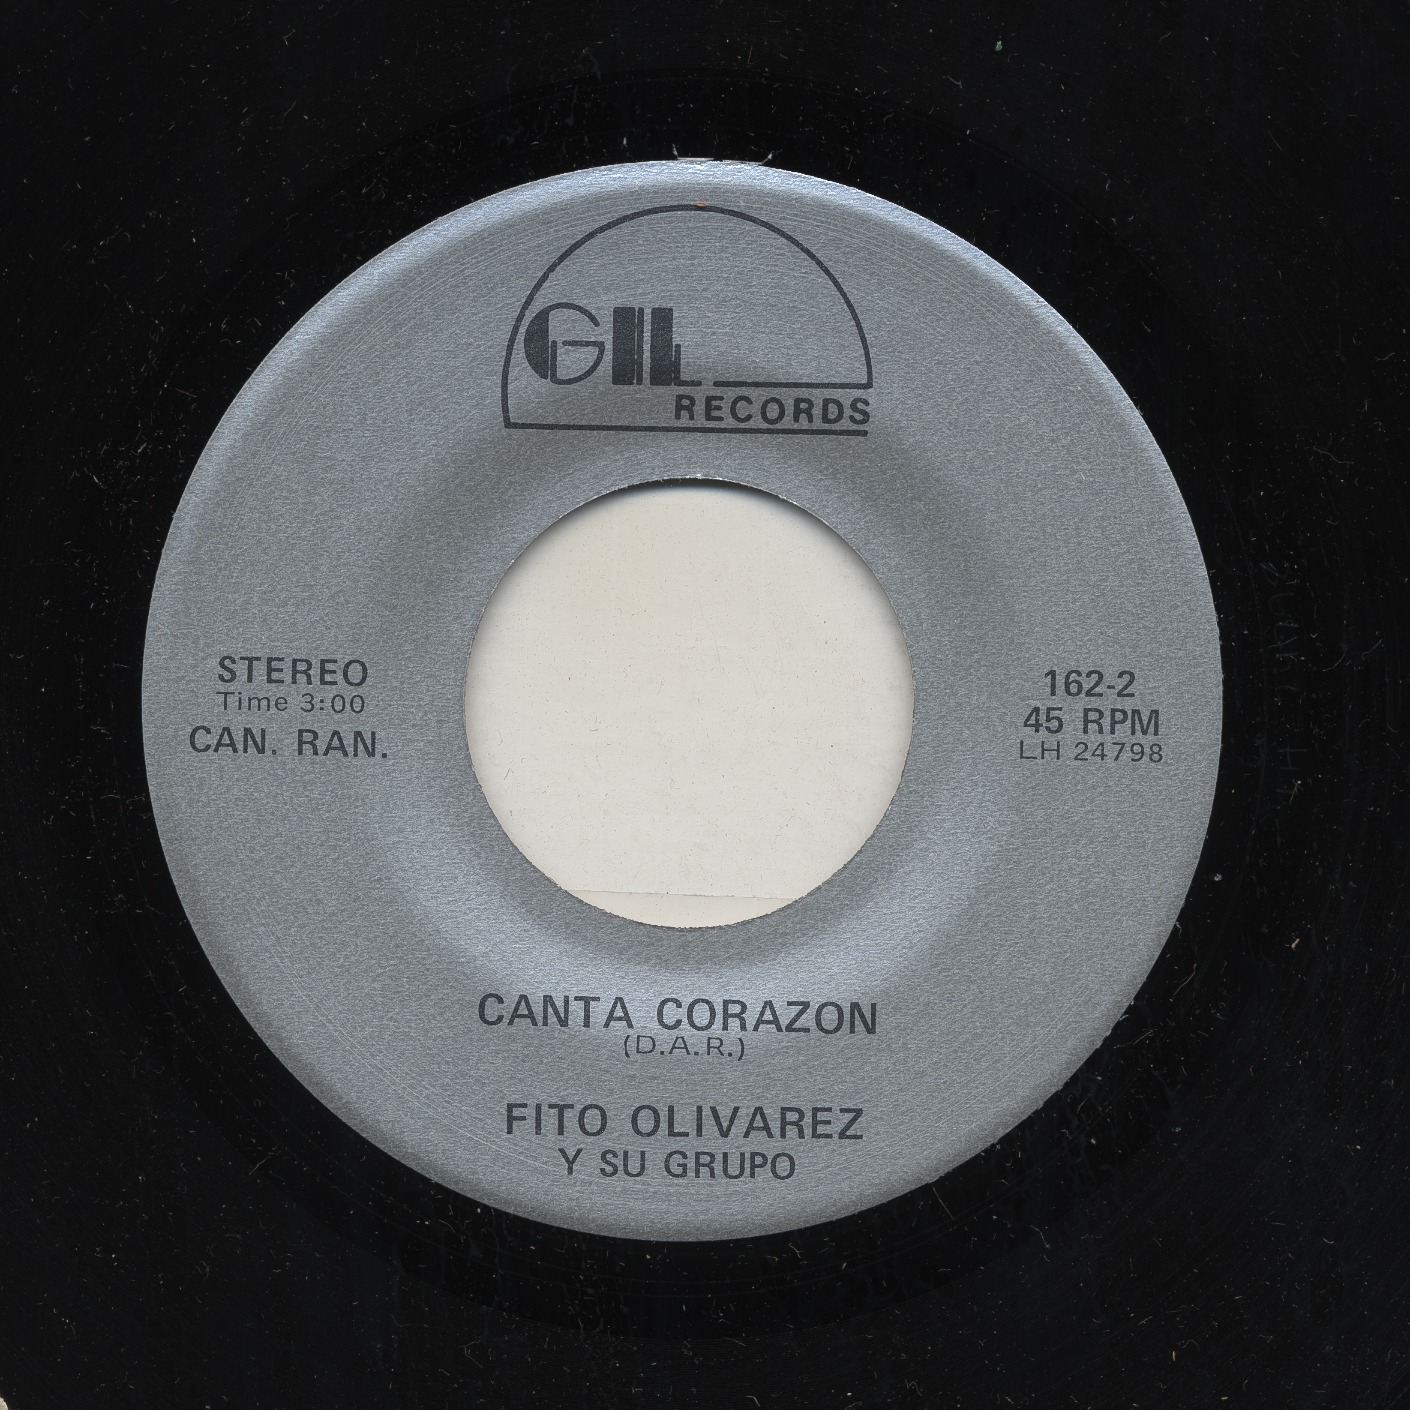 GIL
RECORDS
STEREO
Time 3:00
CAN. RAN.
162-2
45 RPM
LH 24798
CANTA CORAZON
(D.A.R.)
FITO OLIVAREZ
Y SU GRUPO